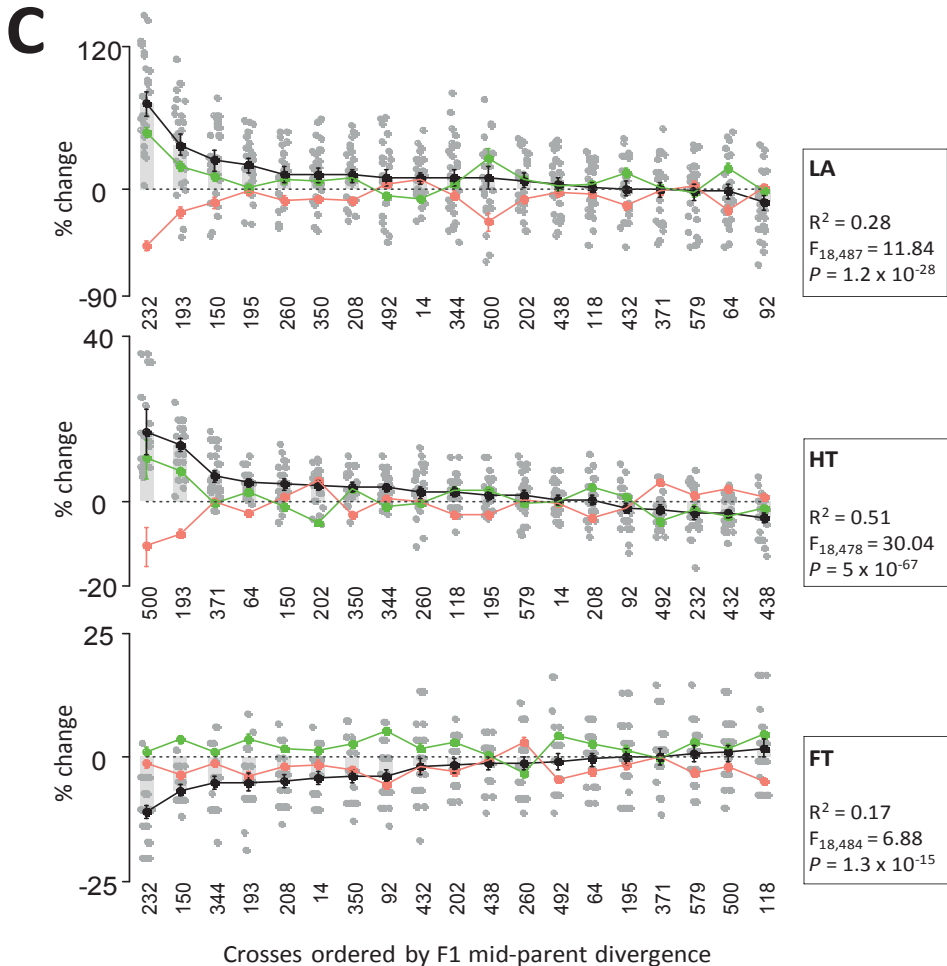 C
120
% change
0
-90
232 193 150 195 260 350 208 492 14 344 500 202 438 118 432 371 579 64 92
LA
R² = 0.28
F₁₈,₄₈₇ = 11.84
P = 1.2 x 10⁻²⁸
40
% change
0
-20
500 193 371 64 150 202 350 344 260 118 195 579 14 208 92 492 232 432 438
HT
R² = 0.51
F₁₈,₄₇₈ = 30.04
P = 5 x 10⁻⁶⁷
25
% change
0
-25
232 150 344 193 208 14 350 92 432 202 438 260 492 64 195 371 579 500 118
FT
R² = 0.17
F₁₈,₄₈₄ = 6.88
P = 1.3 x 10⁻¹⁵
Crosses ordered by F1 mid-parent divergence